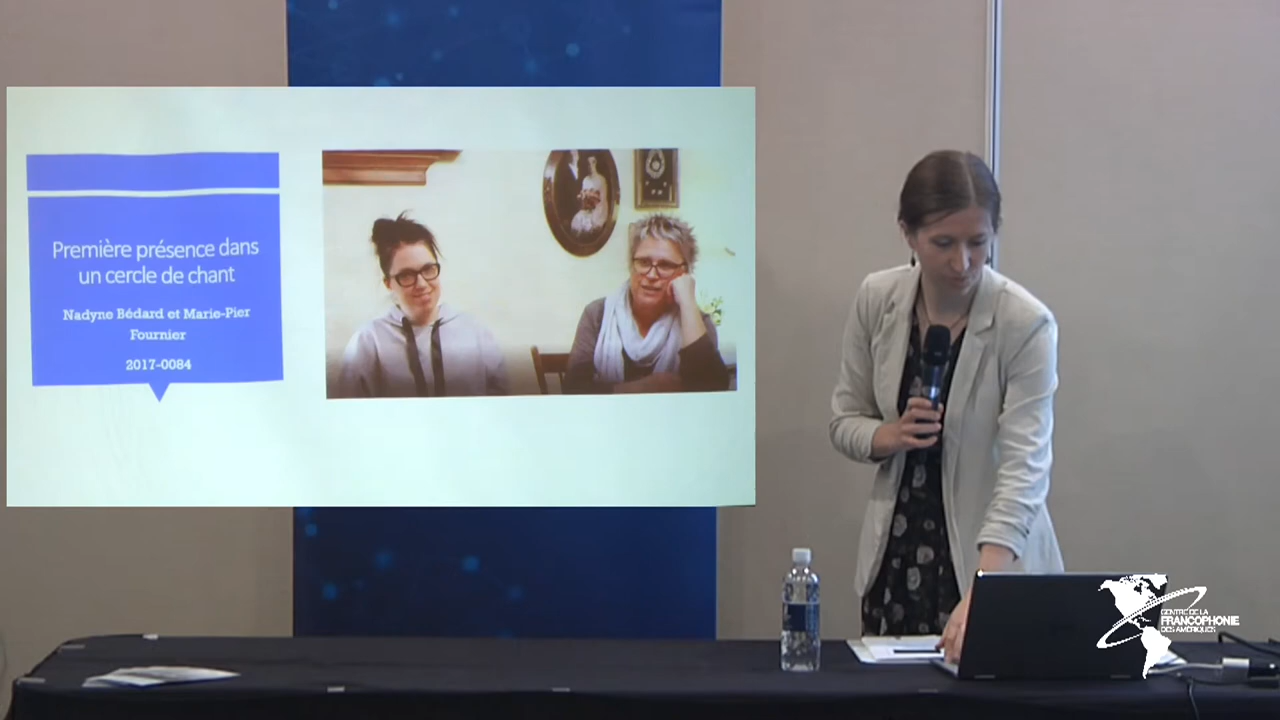 Première présence dans
un cercle de chant
Nadyne Bédard et Marie-Pier
Fournier
2017-0084
CENTRE DE LA
FRANCOPHONIE
DES AMÉRIQUES